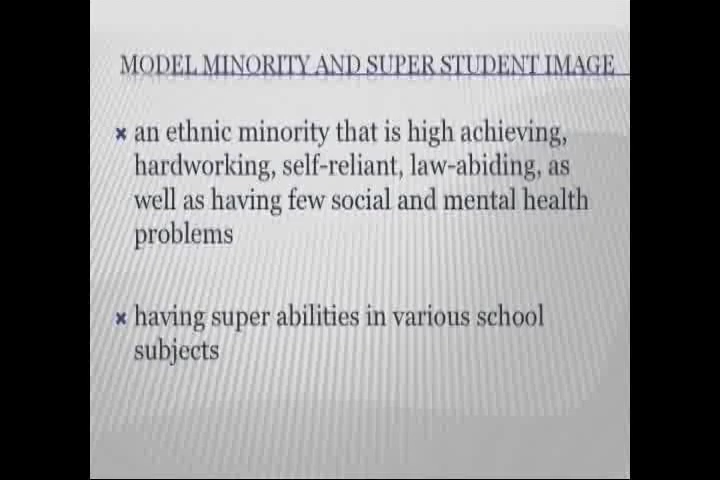 MODEL MINORITY AND SUPER STUDENT IMAGE
an ethnic minority that is high achieving,
hardworking, self-reliant, law-abiding, as
well as having few social and mental health
problems
having super abilities in various school
subjects